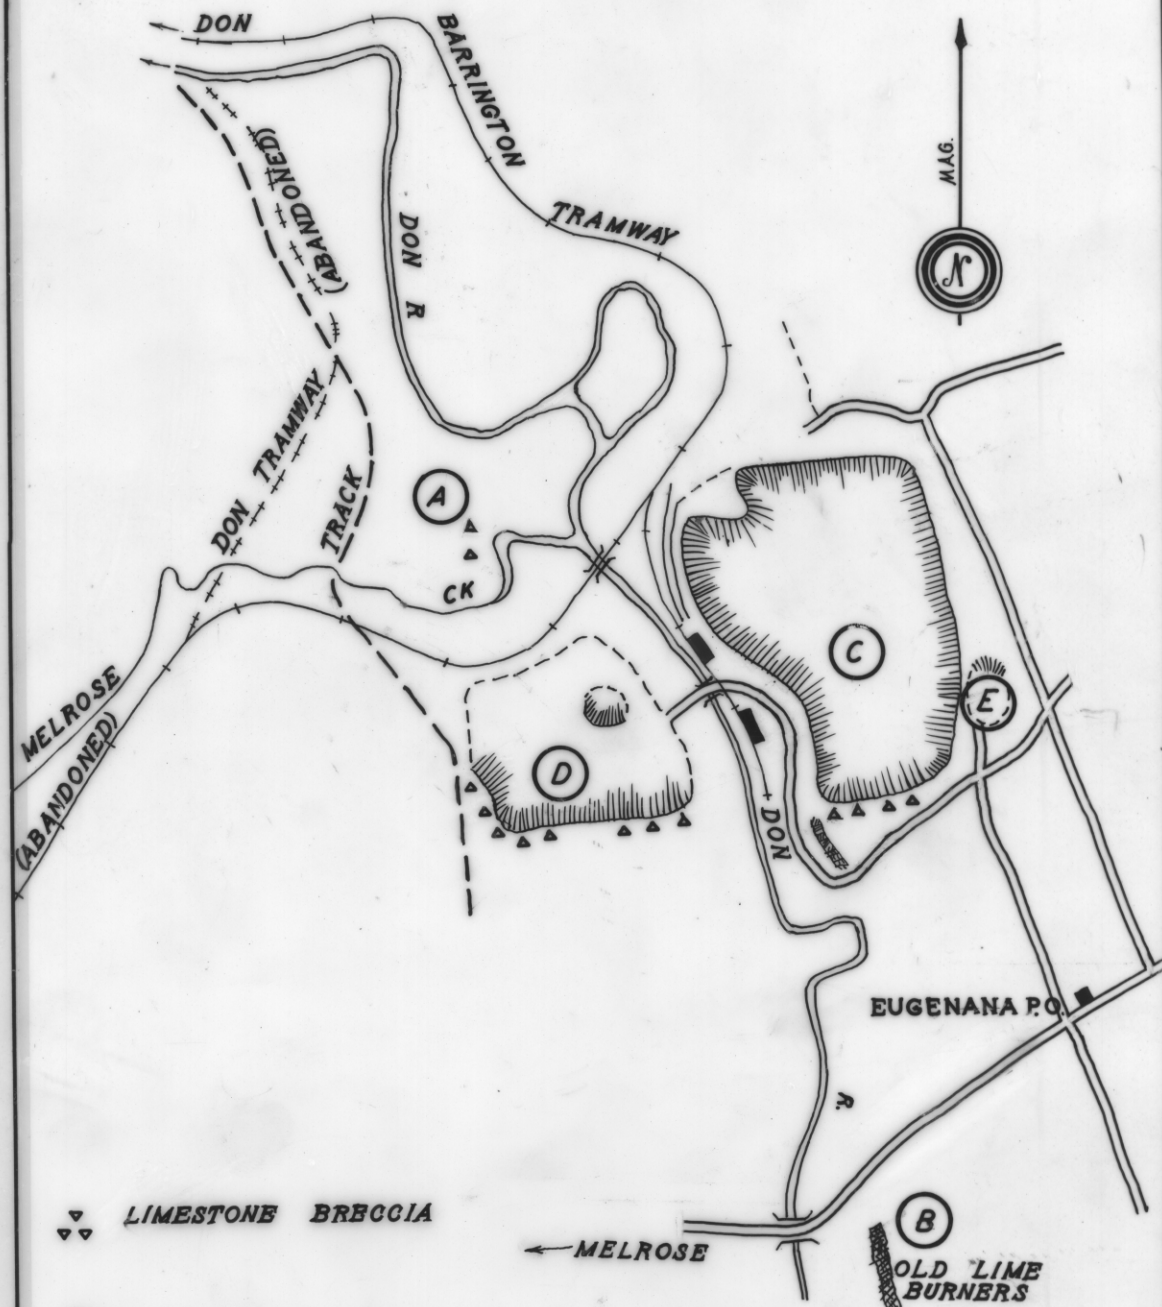 DON
BARRINGTON
TRAMWAY
MAG.
N
(ABANDONED)
DON R
DON TRAMWAY
TRACK
A
CK
C
E
MELROSE
(ABANDONED)
D
DON
EUGENANA P.O.
R.
B
LIMESTONE BRECCIA
MELROSE
OLD LIME
BURNERS